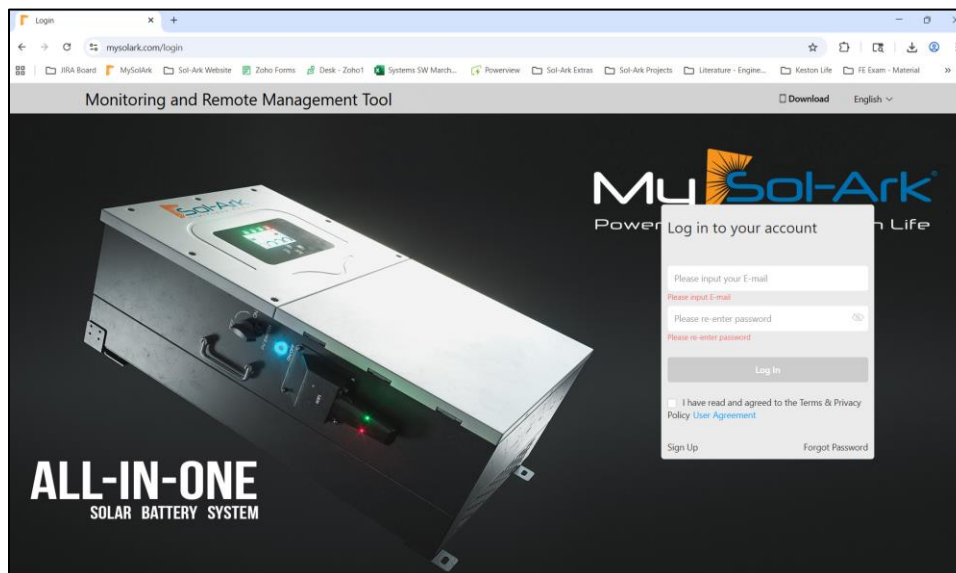 Login
mysolark.com/login
JIRA Board MySolArk Sol-Ark Website Zoho Forms Desk - Zoho1 Systems SW March... Powerview Sol-Ark Extras Sol-Ark Projects Literature - Engine... Keston Life FE Exam - Material
Monitoring and Remote Management Tool Download English
Sol-Ark
My Sol-Ark
Power n Life
Log in to your account
Please input your E-mail
Please input E-mail
Please re-enter password
Please re-enter password
Log In
I have read and agreed to the Terms & Privacy
Policy User Agreement
Sign Up Forgot Password
ALL-IN-ONE
SOLAR BATTERY SYSTEM